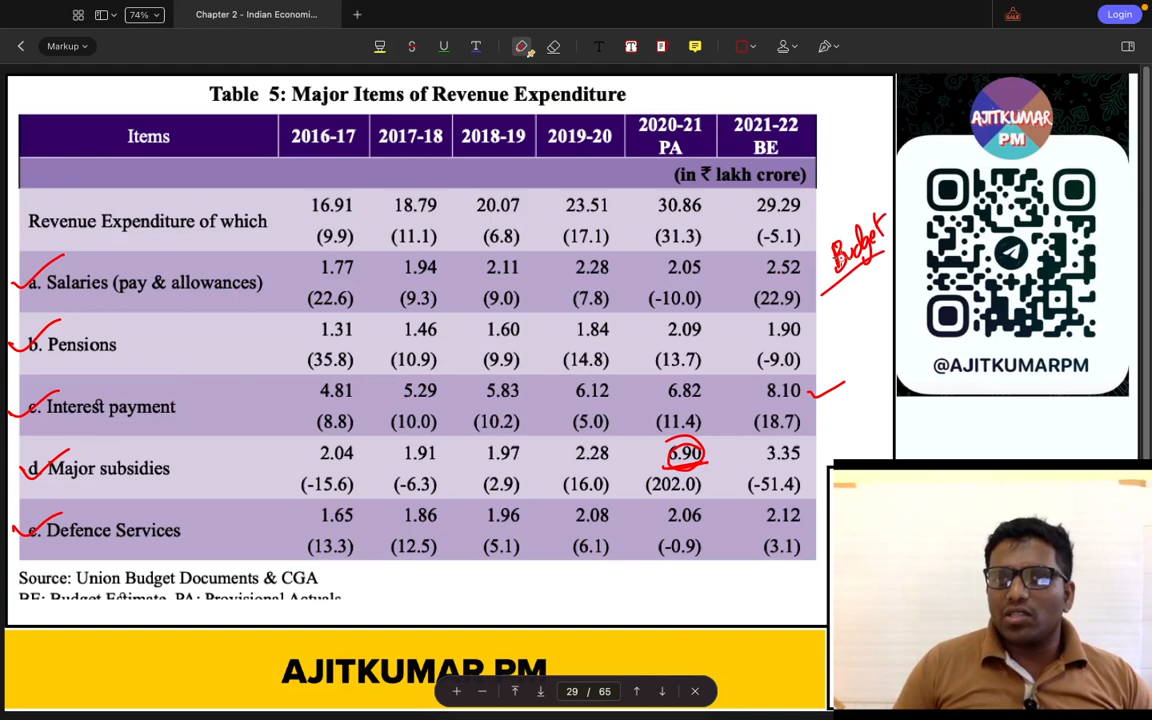 74%
Chapter 2 - Indian Economi...
SALE
Login
Markup
Table 5: Major Items of Revenue Expenditure
Items 2016-17 2017-18 2018-19 2019-20 2020-21 PA 2021-22 BE
(in ₹ lakh crore)
Revenue Expenditure of which 16.91 18.79 20.07 23.51 30.86 29.29
(9.9) (11.1) (6.8) (17.1) (31.3) (-5.1)
a. Salaries (pay & allowances) 1.77 1.94 2.11 2.28 2.05 2.52
(22.6) (9.3) (9.0) (7.8) (-10.0) (22.9)
b. Pensions 1.31 1.46 1.60 1.84 2.09 1.90
(35.8) (10.9) (9.9) (14.8) (13.7) (-9.0)
c. Interest payment 4.81 5.29 5.83 6.12 6.82 8.10
(8.8) (10.0) (10.2) (5.0) (11.4) (18.7)
d. Major subsidies 2.04 1.91 1.97 2.28 6.90 3.35
(-15.6) (-6.3) (2.9) (16.0) (202.0) (-51.4)
e. Defence Services 1.65 1.86 1.96 2.08 2.06 2.12
(13.3) (12.5) (5.1) (6.1) (-0.9) (3.1)
Source: Union Budget Documents & CGA
BE: Budget Estimate, PA: Provisional Actuals
Budget
AJITKUMAR
PM
@AJITKUMARPM
AJITKUMAR PM
29 / 65